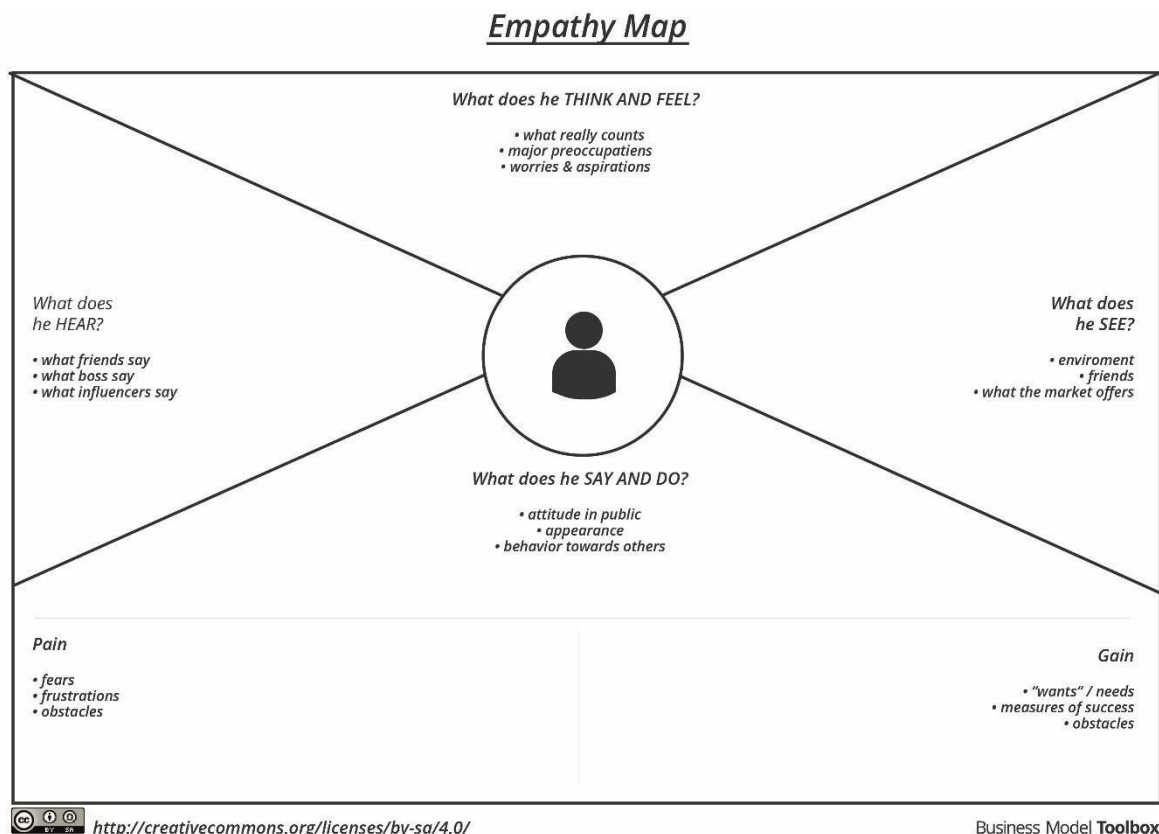 Empathy Map
What does he THINK AND FEEL?
• what really counts
• major preoccupatiens
• worries & aspirations
What does
he HEAR?
• what friends say
• what boss say
• what influencers say
What does
he SEE?
• enviroment
• friends
• what the market offers
What does he SAY AND DO?
• attitude in public
• appearance
• behavior towards others
Pain
• fears
• frustrations
• obstacles
Gain
• “wants” / needs
• measures of success
• obstacles
cc BY SA
http://creativecommons.org/licenses/by-sa/4.0/
Business Model Toolbox